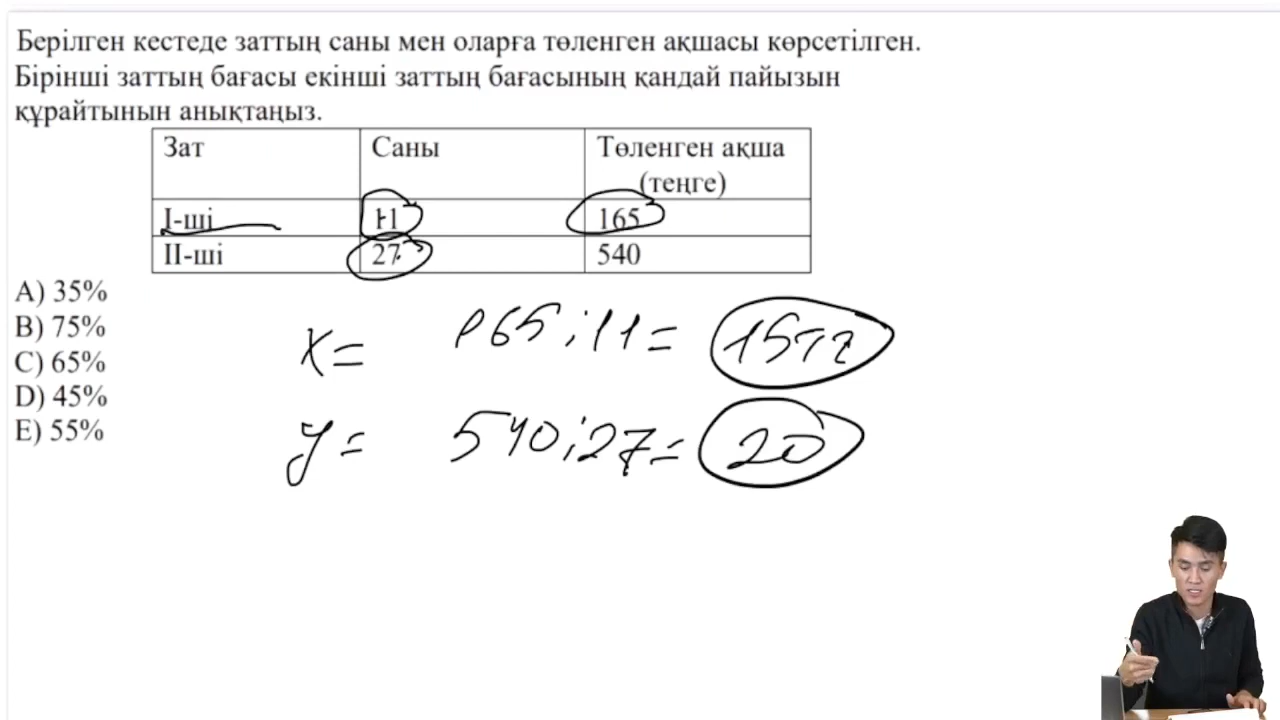 Берілген кестеде заттың саны мен оларға төленген ақшасы көрсетілген.
Бірінші заттың бағасы екінші заттың бағасының қандай пайызын
құрайтынын анықтаңыз.
Зат Саны Төленген ақша
(теңге)
І-ші 11 165
ІІ-ші 27 540
A) 35%
B) 75%
C) 65%
D) 45%
E) 55%
x= 165:11= 15тг
y= 540:27= 20